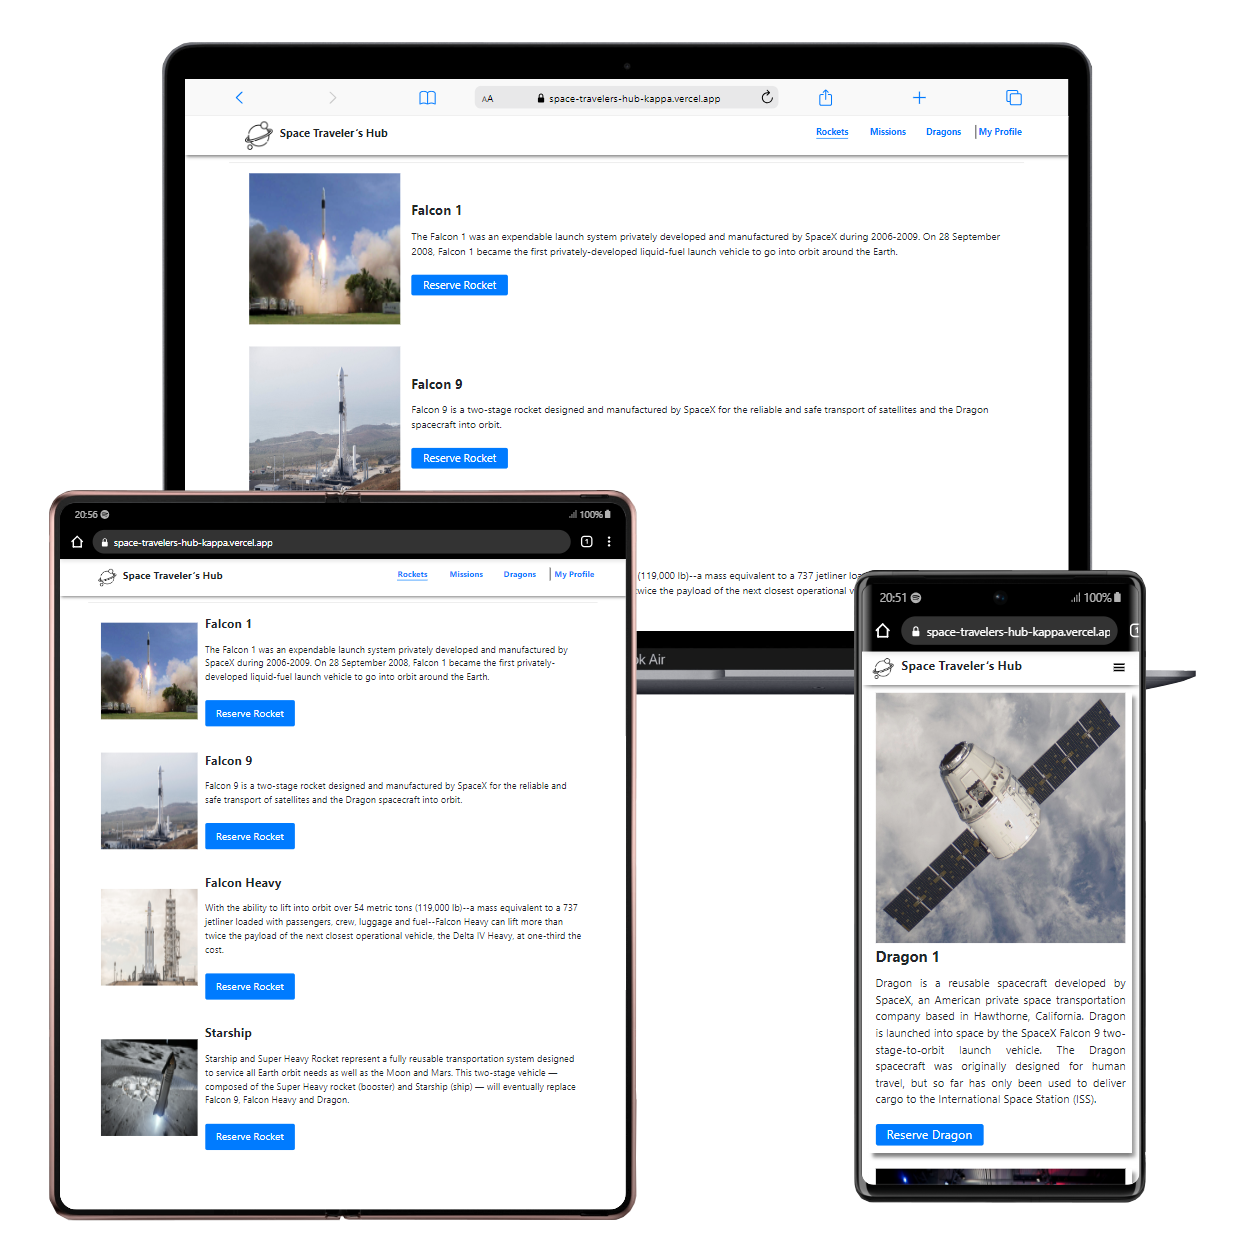 AA space-travelers-hub-kappa.vercel.app
Space Traveler's Hub Rockets Missions Dragons My Profile
Falcon 1
The Falcon 1 was an expendable launch system privately developed and manufactured by SpaceX during 2006-2009. On 28 September
2008, Falcon 1 became the first privately-developed liquid-fuel launch vehicle to go into orbit around the Earth.
Reserve Rocket
Falcon 9
Falcon 9 is a two-stage rocket designed and manufactured by SpaceX for the reliable and safe transport of satellites and the Dragon
spacecraft into orbit.
Reserve Rocket
(119,000 lb)--a mass equivalent to a 737 jetliner
twice the payload of the next closest operational
Air
20:56 100%
space-travelers-hub-kappa.vercel.app 1
Space Traveler's Hub Rockets Missions Dragons My Profile
Falcon 1
The Falcon 1 was an expendable launch system privately developed and manufactured by
SpaceX during 2006-2009. On 28 September 2008, Falcon 1 became the first privately-
developed liquid-fuel launch vehicle to go into orbit around the Earth.
Reserve Rocket
Falcon 9
Falcon 9 is a two-stage rocket designed and manufactured by SpaceX for the reliable and
safe transport of satellites and the Dragon spacecraft into orbit.
Reserve Rocket
Falcon Heavy
With the ability to lift into orbit over 54 metric tons (119,000 lb)--a mass equivalent to a 737
jetliner loaded with passengers, crew, luggage and fuel--Falcon Heavy can lift more than
twice the payload of the next closest operational vehicle, the Delta IV Heavy, at one-third the
cost.
Reserve Rocket
Starship
Starship and Super Heavy Rocket represent a fully reusable transportation system designed
to service all Earth orbit needs as well as the Moon and Mars. This two-stage vehicle —
composed of the Super Heavy rocket (booster) and Starship (ship) — will eventually replace
Falcon 9, Falcon Heavy and Dragon.
Reserve Rocket
20:51 100%
space-travelers-hub-kappa.vercel.ap 1
Space Traveler's Hub
Dragon 1
Dragon is a reusable spacecraft developed by
SpaceX, an American private space transportation
company based in Hawthorne, California. Dragon
is launched into space by the SpaceX Falcon 9 two-
stage-to-orbit launch vehicle. The Dragon
spacecraft was originally designed for human
travel, but so far has only been used to deliver
cargo to the International Space Station (ISS).
Reserve Dragon